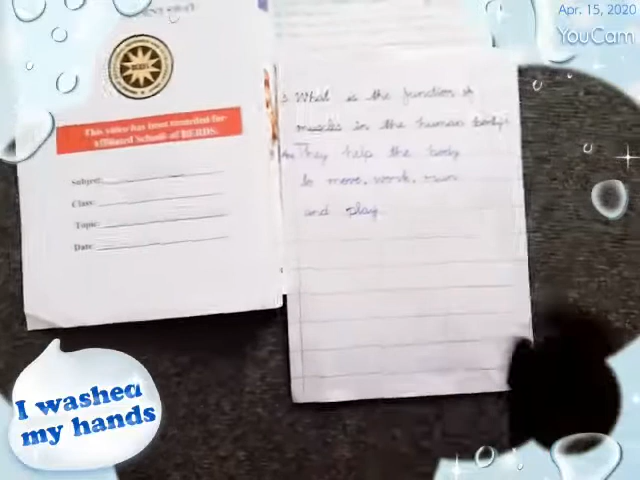 Apr. 15, 2020
YouCam
BERDS
This video has been recorded for
Affiliated Schools of BERDS.
Subject:
Class:
Topic:
Date:
3. What is the function of
muscles in the human body?
Ans They help the body
to move, work, run
and play.
I washed
my hands